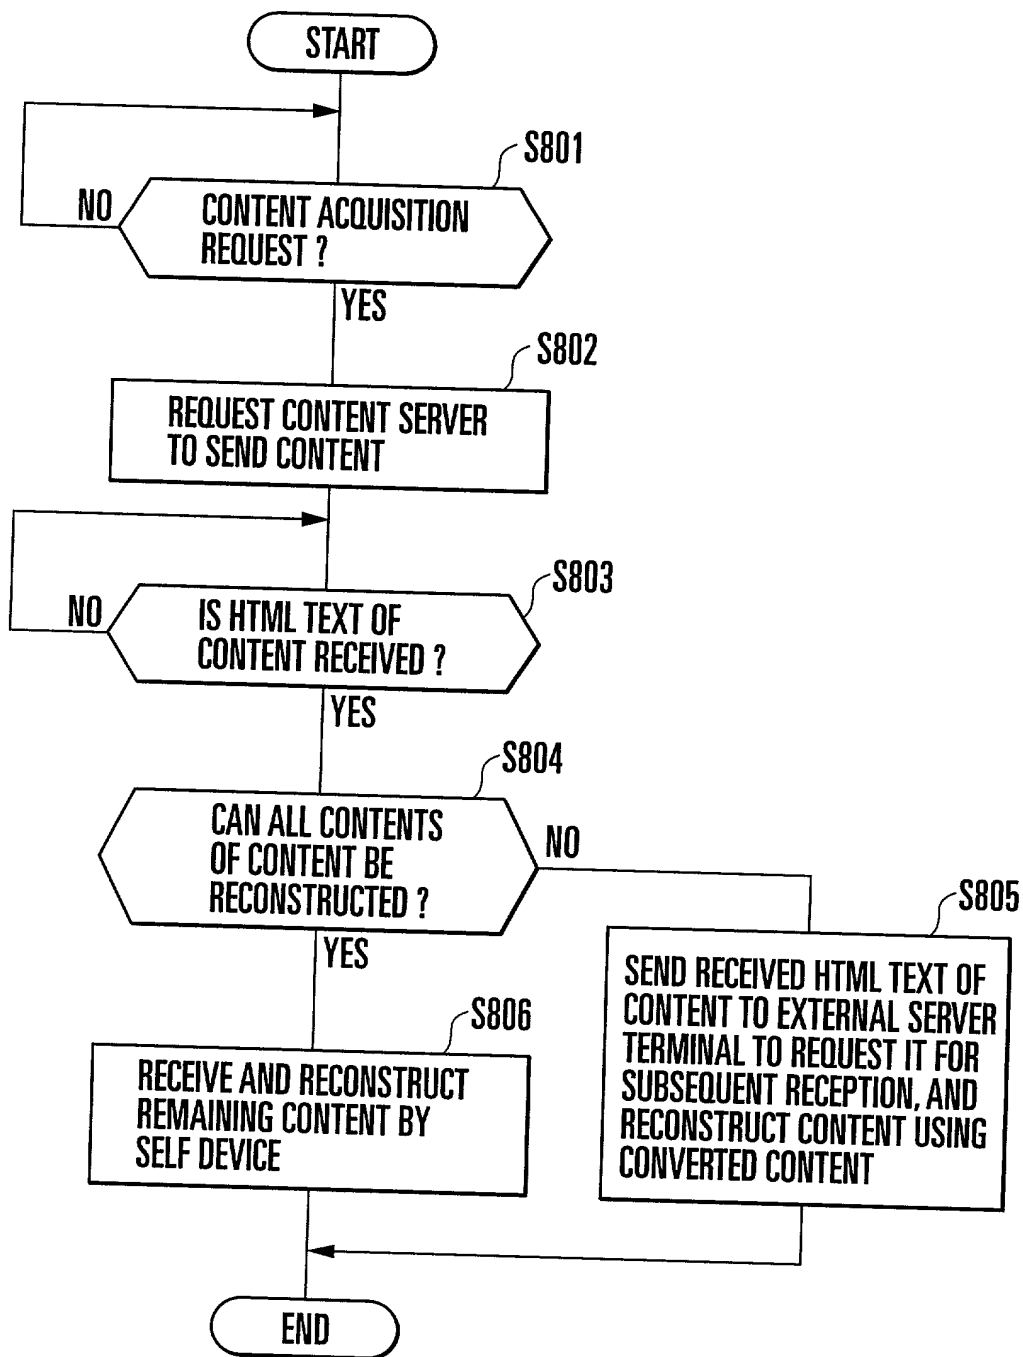 START
S801
NO
CONTENT ACQUISITION
REQUEST ?
YES
S802
REQUEST CONTENT SERVER
TO SEND CONTENT
S803
NO
IS HTML TEXT OF
CONTENT RECEIVED ?
YES
S804
CAN ALL CONTENTS
OF CONTENT BE
RECONSTRUCTED ?
NO
YES
S805
SEND RECEIVED HTML TEXT OF
CONTENT TO EXTERNAL SERVER
TERMINAL TO REQUEST IT FOR
SUBSEQUENT RECEPTION, AND
RECONSTRUCT CONTENT USING
CONVERTED CONTENT
S806
RECEIVE AND RECONSTRUCT
REMAINING CONTENT BY
SELF DEVICE
END